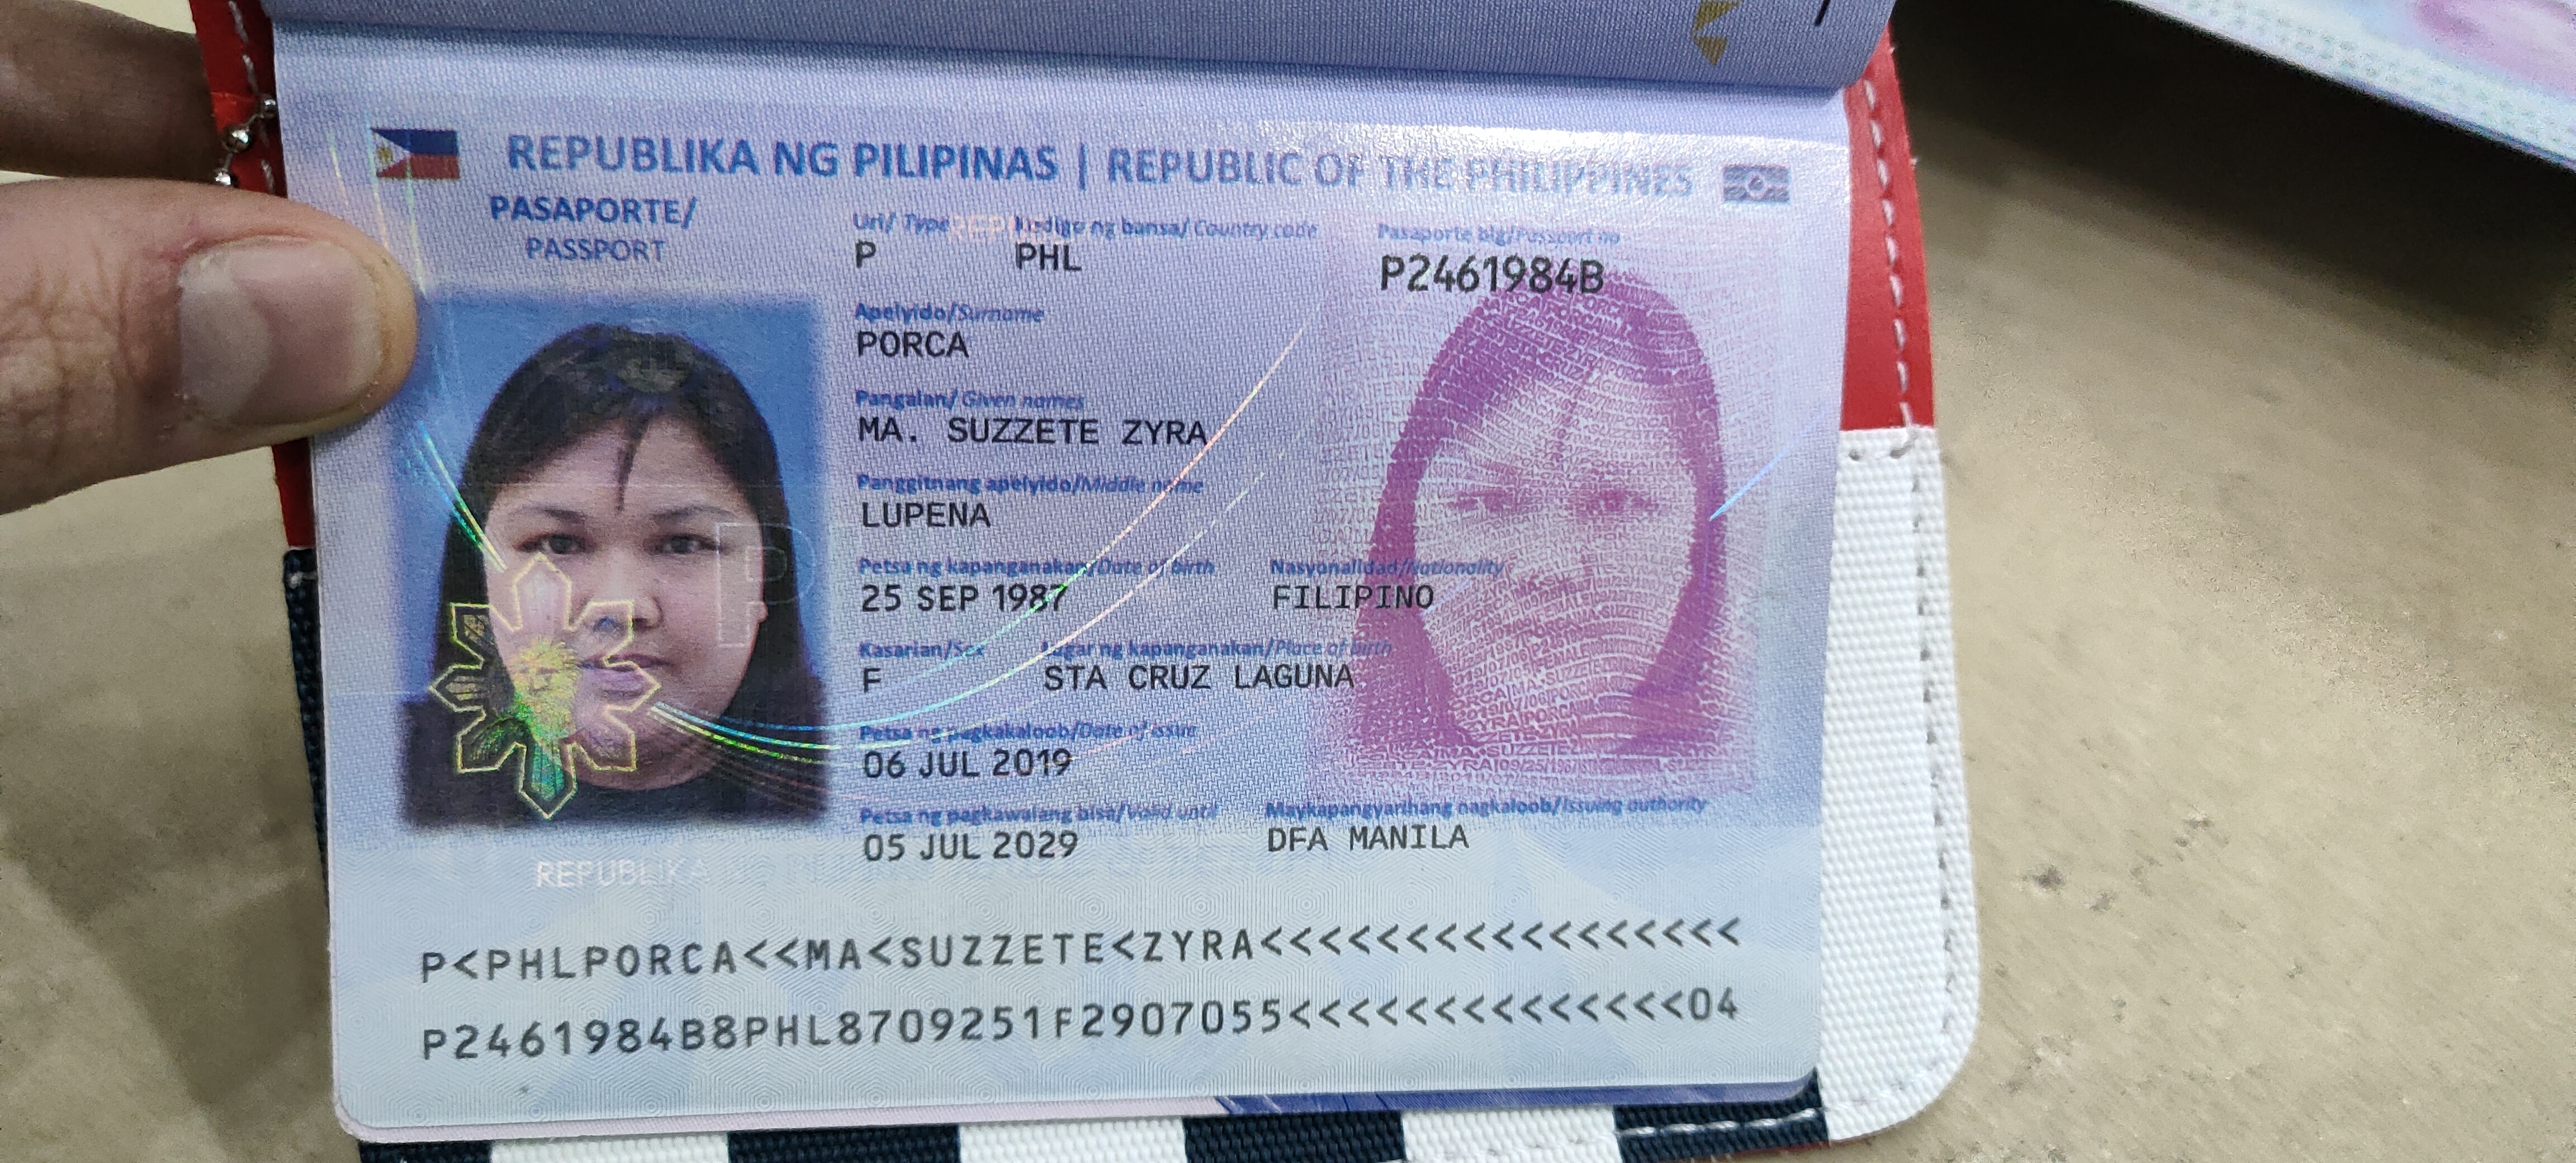 REPUBLIKA NG PILIPINAS | REPUBLIC OF THE PHILIPPINES
PASAPORTE/
PASSPORT
Uri/ Type Kodigo ng bansa/ Country code Pasaporte blg/Passport no
P PHL P2461984B
Apelyido/Surname
PORCA
Pangalan/ Given names
MA. SUZZETE ZYRA
Panggitnang apelyido/Middle name
LUPENA
Petsa ng kapanganakan/Date of birth Nasyonalidad/Nationality
25 SEP 1987 FILIPINO
Kasarian/Sex Lugar ng kapanganakan/Place of birth
F STA CRUZ LAGUNA
Petsa ng pagkakaloob/Date of issue
06 JUL 2019
Petsa ng pagkawalang bisa/Valid until Maykapangyarihang nagkaloob/Issuing authority
05 JUL 2029 DFA MANILA
REPUBLIKA
P<PHLPORCA<<MA<SUZZETE<ZYRA<<<<<<<<<<<<<<<<<
P2461984B8PHL8709251F2907055<<<<<<<<<<<<<<04